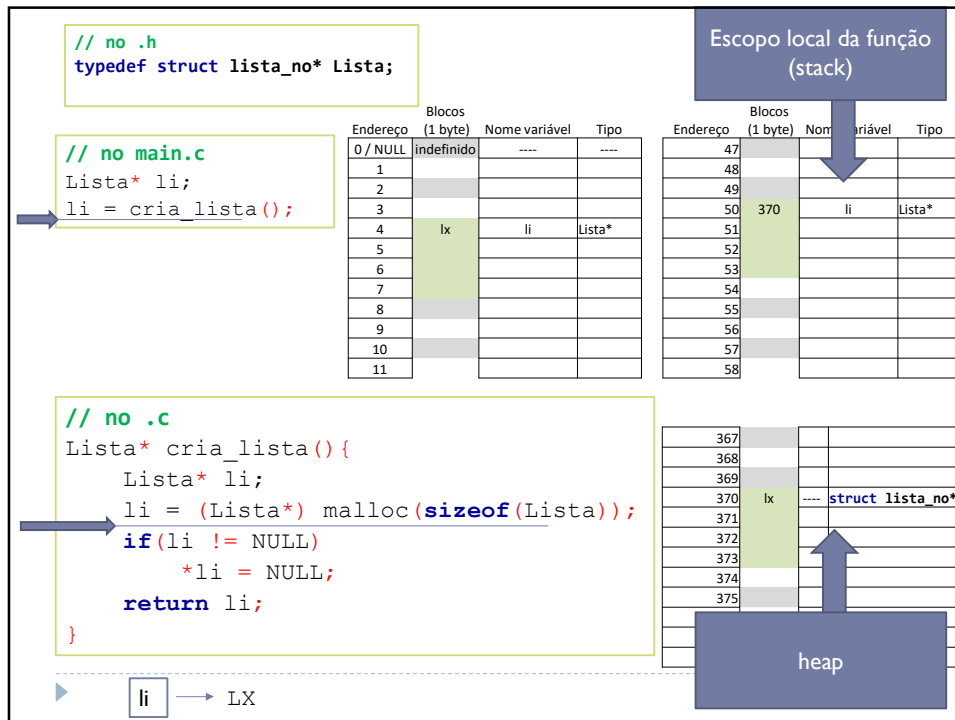 // no .h
typedef struct lista_no* Lista;
Escopo local da função
(stack)
// no main.c
Lista* li;
li = cria_lista();
Blocos
Endereço (1 byte) Nome variável Tipo
0 / NULL indefinido ---- ----
1
2
3
4 lx li Lista*
5
6
7
8
9
10
11
Blocos
Endereço (1 byte) Tipo
47
48
49
50 370 li Lista*
51
52
53
54
55
56
57
58
// no .c
Lista* cria_lista(){
Lista* li;
li = (Lista*) malloc(sizeof(Lista));
if(li != NULL)
*li = NULL;
return li;
}
367
368
369
370 lx ---- struct lista_no*
371
372
373
374
375
heap
li LX